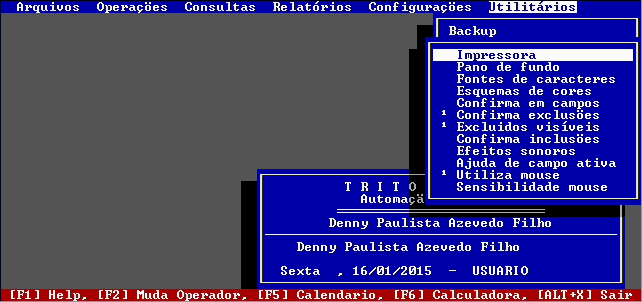 Arquivos Operações Consultas Relatórios Configurações Utilitários
Backup
Impressora
Pano de fundo
Fontes de caracteres
Esquemas de cores
Confirma em campos
¹ Confirma exclusões
¹ Excluidos visíveis
Confirma inclusões
Efeitos sonoros
Ajuda de campo ativa
¹ Utiliza mouse
Sensibilidade mouse
T R I T O
Automaçã
Denny Paulista Azevedo Filho
Denny Paulista Azevedo Filho
Sexta , 16/01/2015 - USUARIO
[F1] Help, [F2] Muda Operador, [F5] Calendario, [F6] Calculadora, [ALT+X] Sair